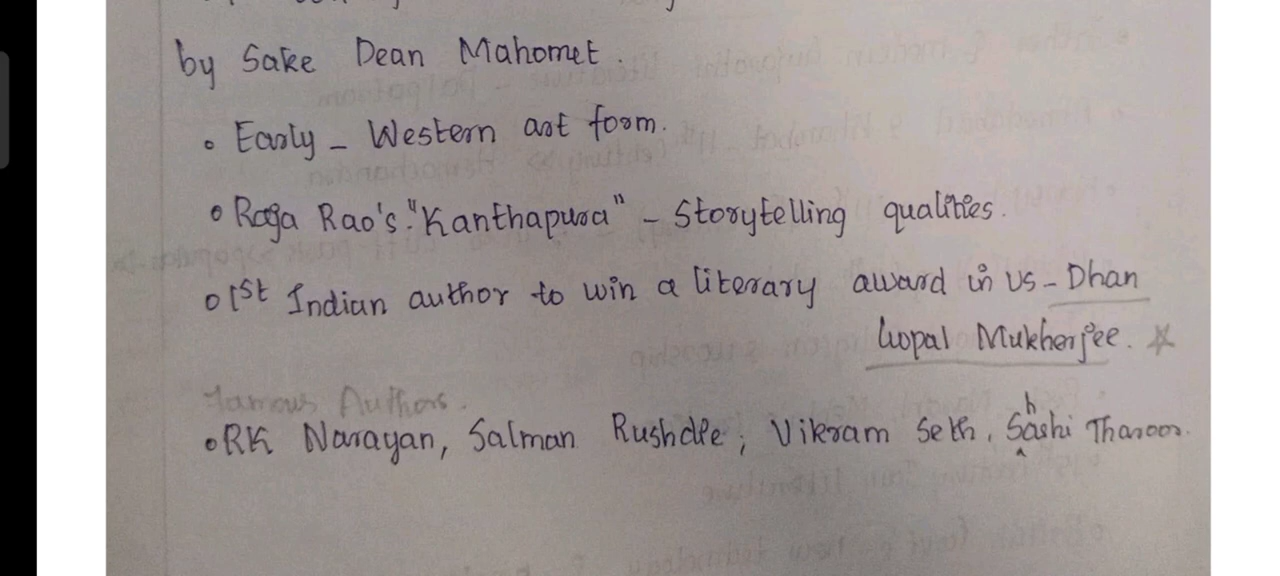 by Sake Dean Mahomet.
• Early - Western art form.
• Raja Rao's "Kanthapura" - Storytelling qualities.
• 1st Indian author to win a literary award in US - Dhan
Gopal Mukherjee. ☆
Famous Authors.
• RK Narayan, Salman Rushdie, Vikram Seth, Shashi Tharoor.